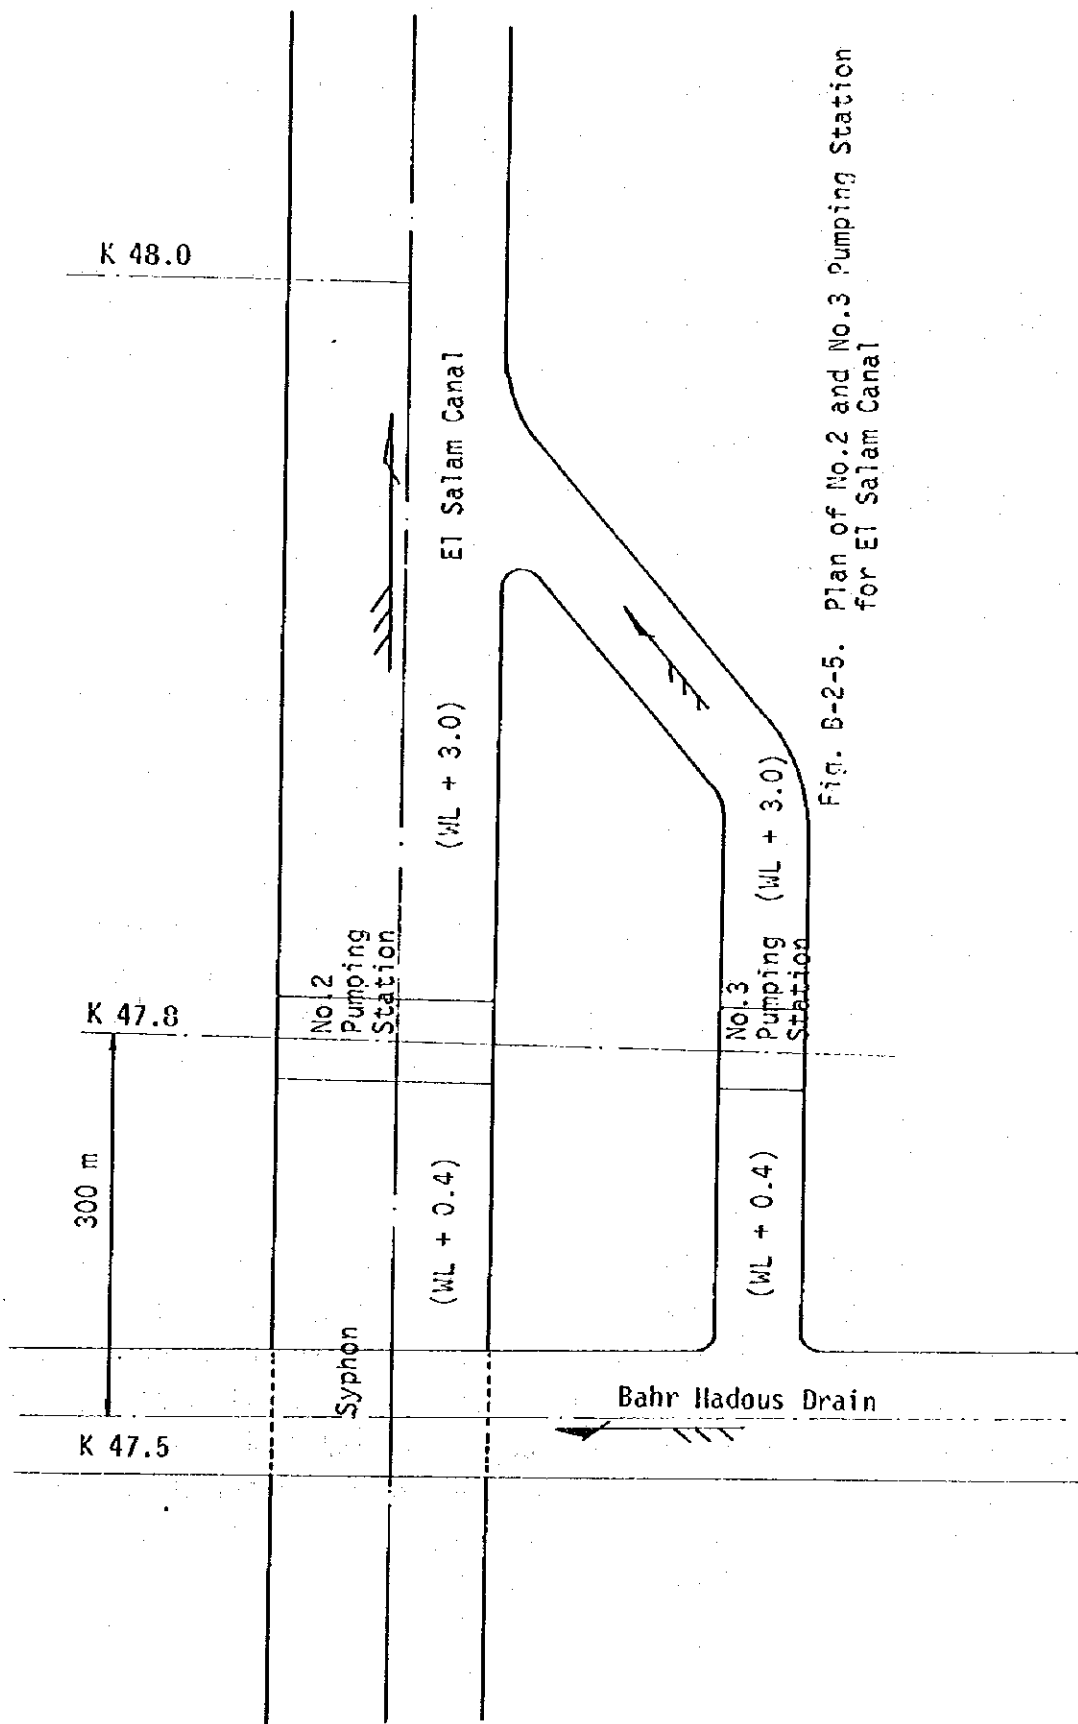 K 48.0
El Salam Canal
(WL + 3.0)
K 47.8
No.2
Pumping
Station
300 m
(WL + 0.4)
Syphon
K 47.5
No.3
Pumping
Station
(WL + 3.0)
(WL + 0.4)
Bahr Hadous Drain
Fig. B-2-5. Plan of No.2 and No.3 Pumping Station
for El Salam Canal